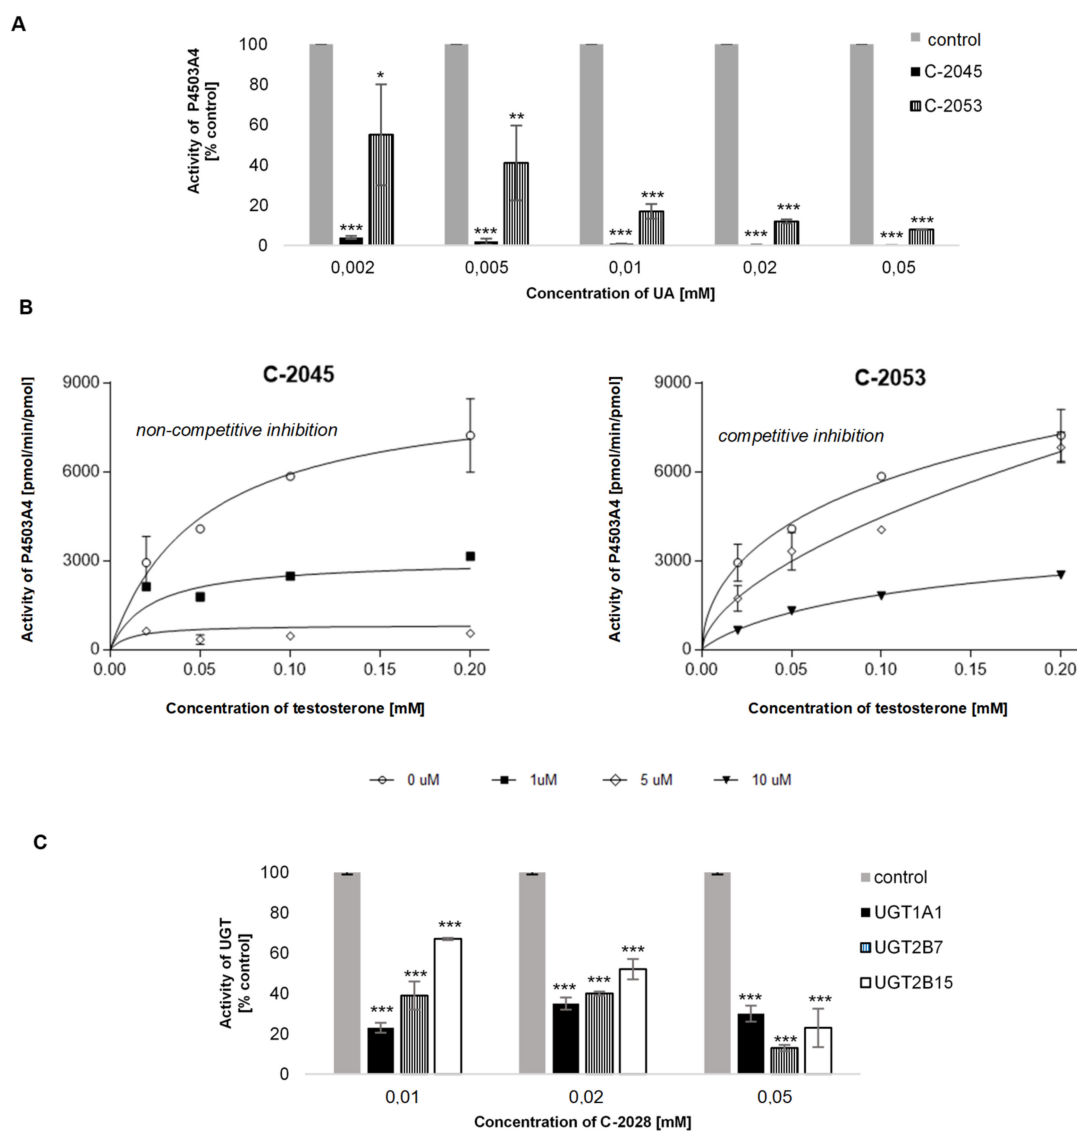 A
Activity of P4503A4
[% control]
100
80
60
40
20
0
*
**
***
***
***
***
***
***
***
***
0,002
0,005
0,01
0,02
0,05
Concentration of UA [mM]
control
C-2045
C-2053
B
C-2045
non-competitive inhibition
Activity of P4503A4 [pmol/min/pmol]
9000
6000
3000
0
0.00
0.05
0.10
0.15
0.20
Concentration of testosterone [mM]
C-2053
competitive inhibition
Activity of P4503A4 [pmol/min/pmol]
9000
6000
3000
0
0.00
0.05
0.10
0.15
0.20
Concentration of testosterone [mM]
0 uM
1uM
5 uM
10 uM
C
Activity of UGT
[% control]
100
80
60
40
20
0
***
***
***
***
***
***
***
***
***
0,01
0,02
0,05
Concentration of C-2028 [mM]
control
UGT1A1
UGT2B7
UGT2B15